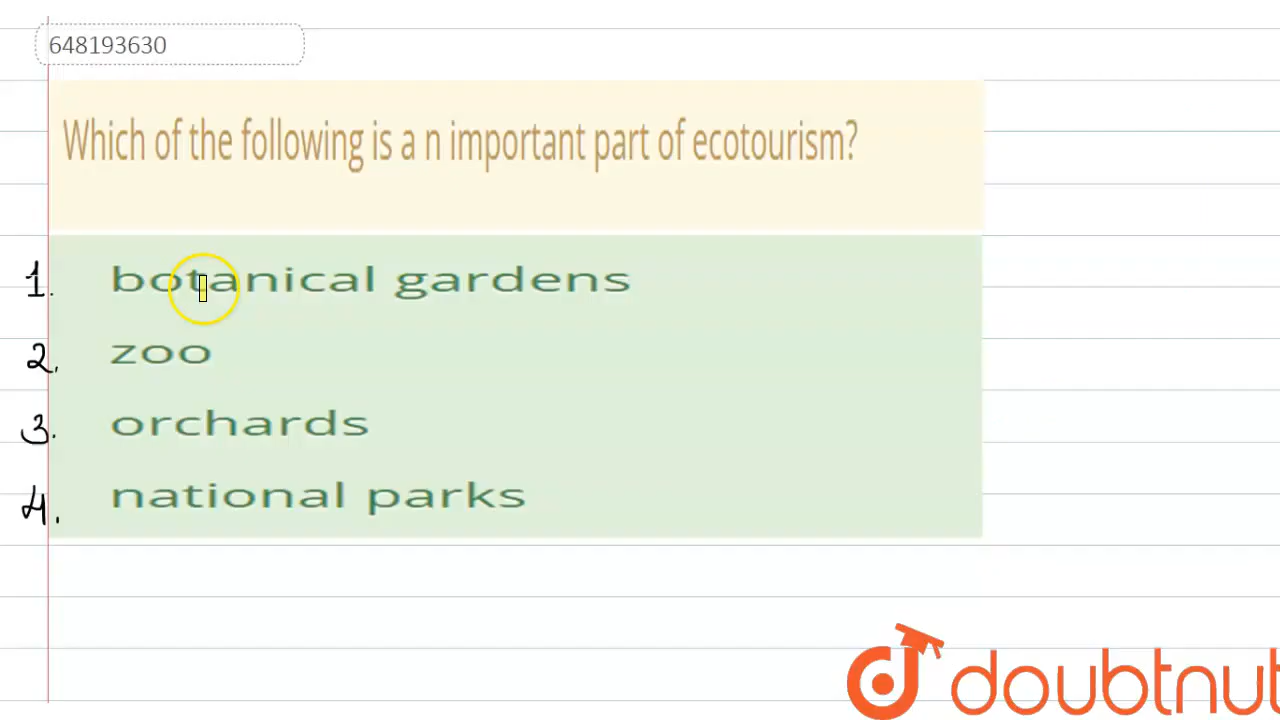 648193630
Which of the following is a n important part of ecotourism?
1. botanical gardens
2. zoo
3. orchards
4. national parks
doubtnut